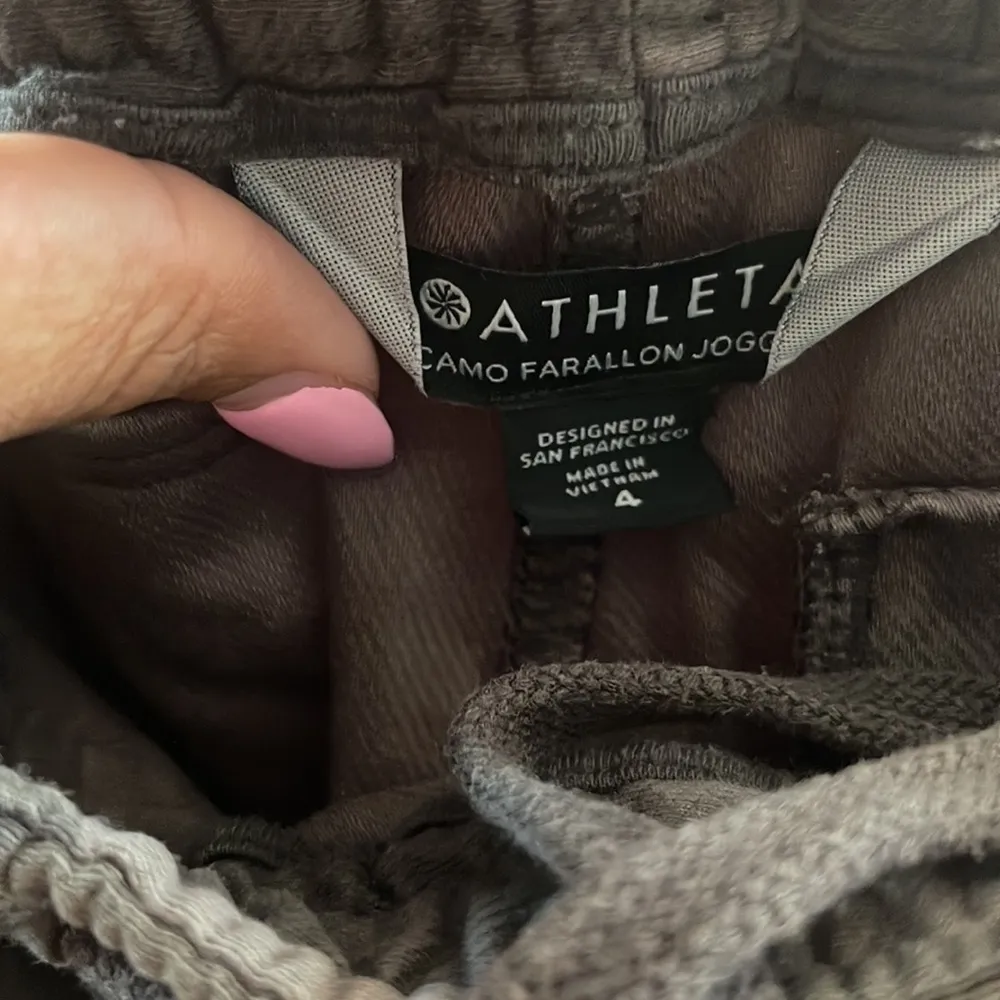 ATHLETA
CAMO FARALLON JOGG
DESIGNED IN
SAN FRANCISCO
MADE IN
VIETNAM
4